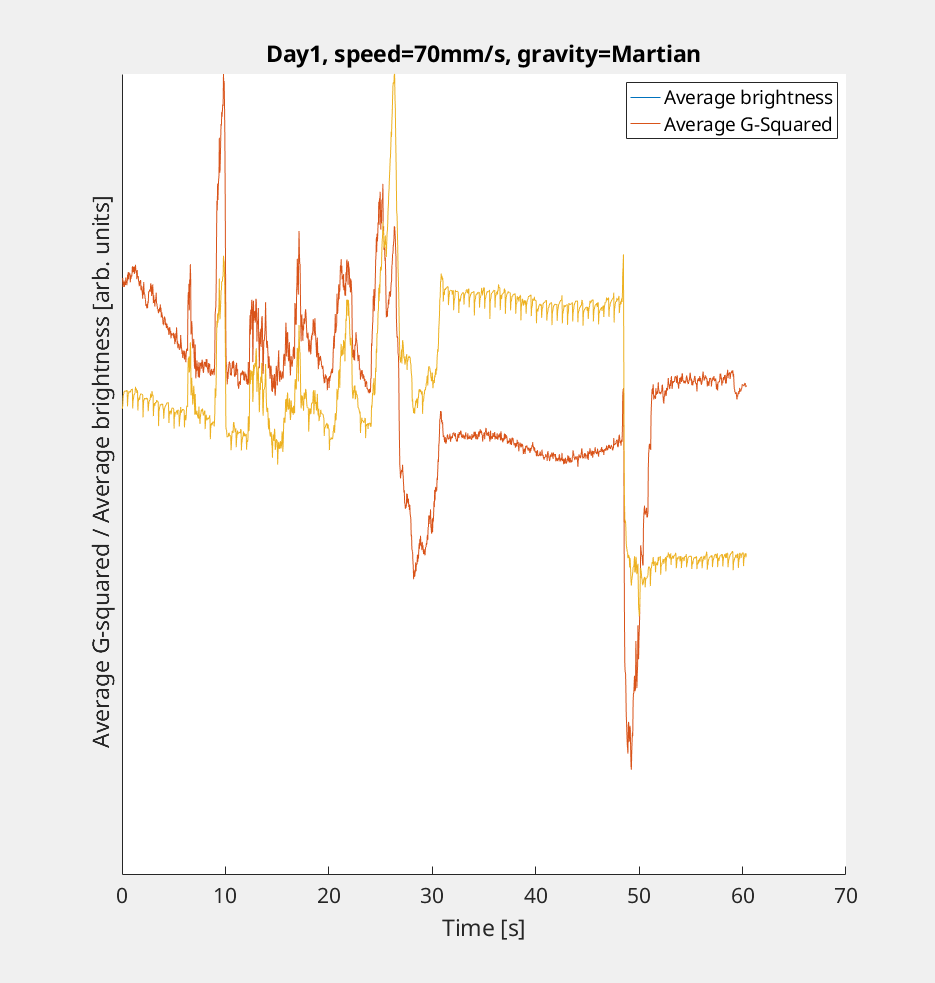 Day1, speed=70mm/s, gravity=Martian
Average brightness
Average G-Squared
Average G-squared / Average brightness [arb. units]
0 10 20 30 40 50 60 70
Time [s]